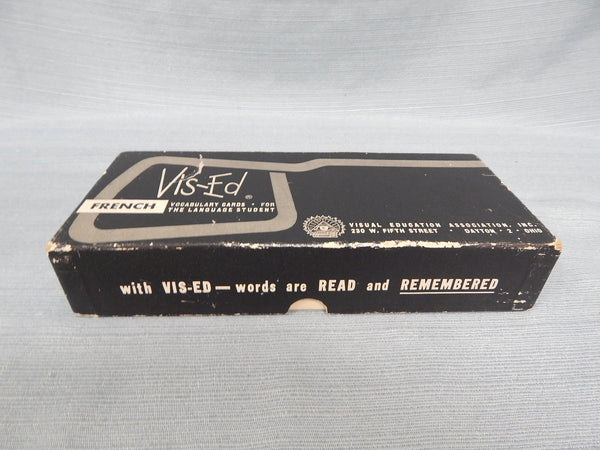 Vis-Ed ®
FRENCH
VOCABULARY CARDS • FOR
THE LANGUAGE STUDENT
VISUAL EDUCATION ASSOCIATION, INC.
230 W. FIFTH STREET • DAYTON • 2 • OHIO
with VIS-ED — words are READ and REMEMBERED